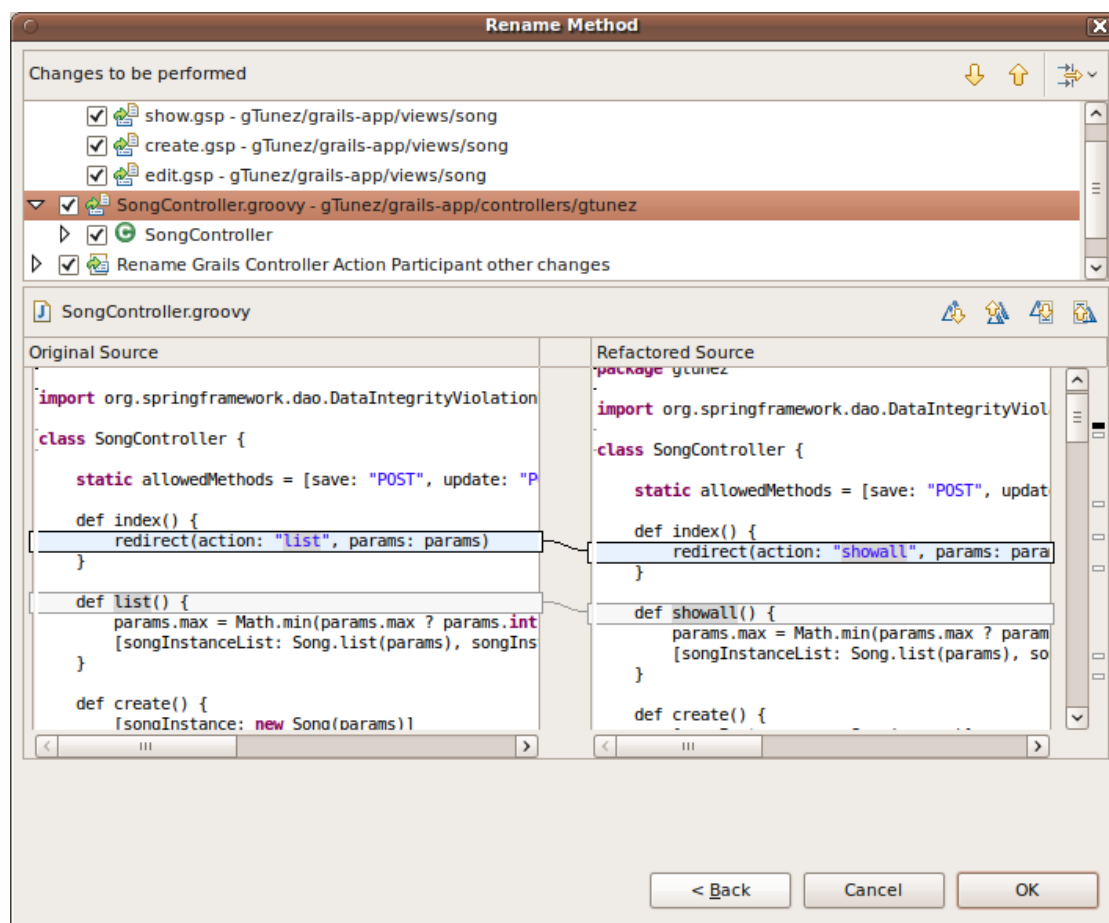 Rename Method
Changes to be performed
show.gsp - gTunez/grails-app/views/song
create.gsp - gTunez/grails-app/views/song
edit.gsp - gTunez/grails-app/views/song
SongController.groovy - gTunez/grails-app/controllers/gtunez
SongController
Rename Grails Controller Action Participant other changes
SongController.groovy
Original Source
import org.springframework.dao.DataIntegrityViolation
class SongController {
static allowedMethods = [save: "POST", update: "P
def index() {
redirect(action: "list", params: params)
}
def list() {
params.max = Math.min(params.max ? params.int
[songInstanceList: Song.list(params), songIns
}
def create() {
[songInstance: new Song(params)]
Refactored Source
package gtunez
import org.springframework.dao.DataIntegrityViol
class SongController {
static allowedMethods = [save: "POST", updat
def index() {
redirect(action: "showall", params: para
}
def showall() {
params.max = Math.min(params.max ? param
[songInstanceList: Song.list(params), so
}
def create() {
< Back
Cancel
OK